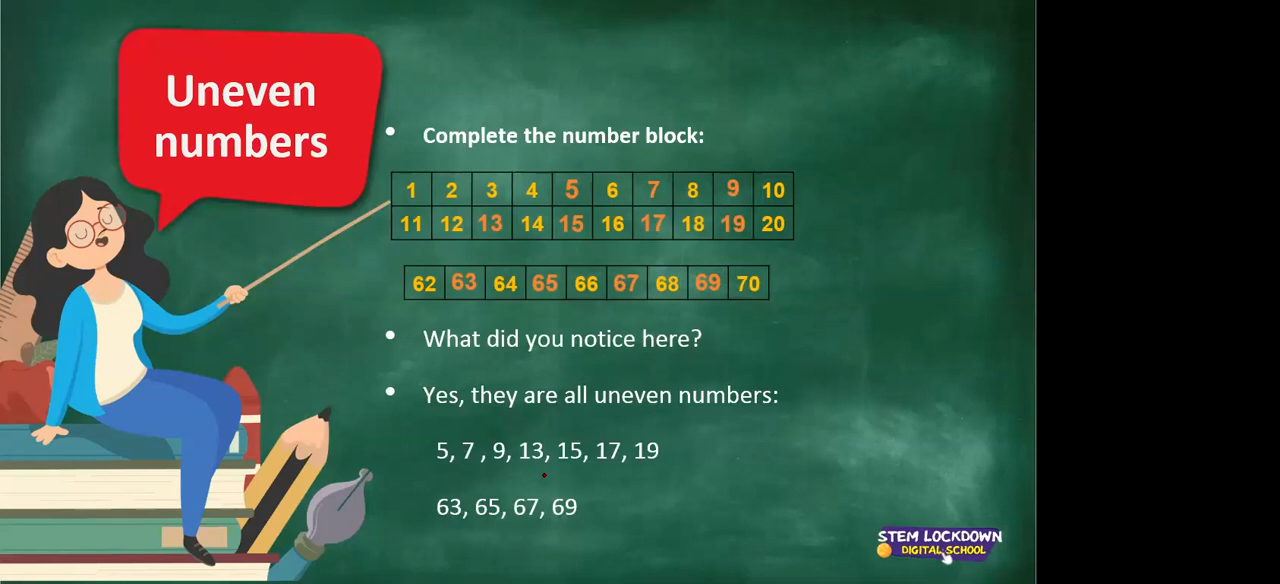 Uneven
numbers
• Complete the number block:
1 2 3 4 5 6 7 8 9 10
11 12 13 14 15 16 17 18 19 20
62 63 64 65 66 67 68 69 70
• What did you notice here?
• Yes, they are all uneven numbers:
5, 7 , 9, 13, 15, 17, 19
63, 65, 67, 69
STEM LOCKDOWN
DIGITAL SCHOOL